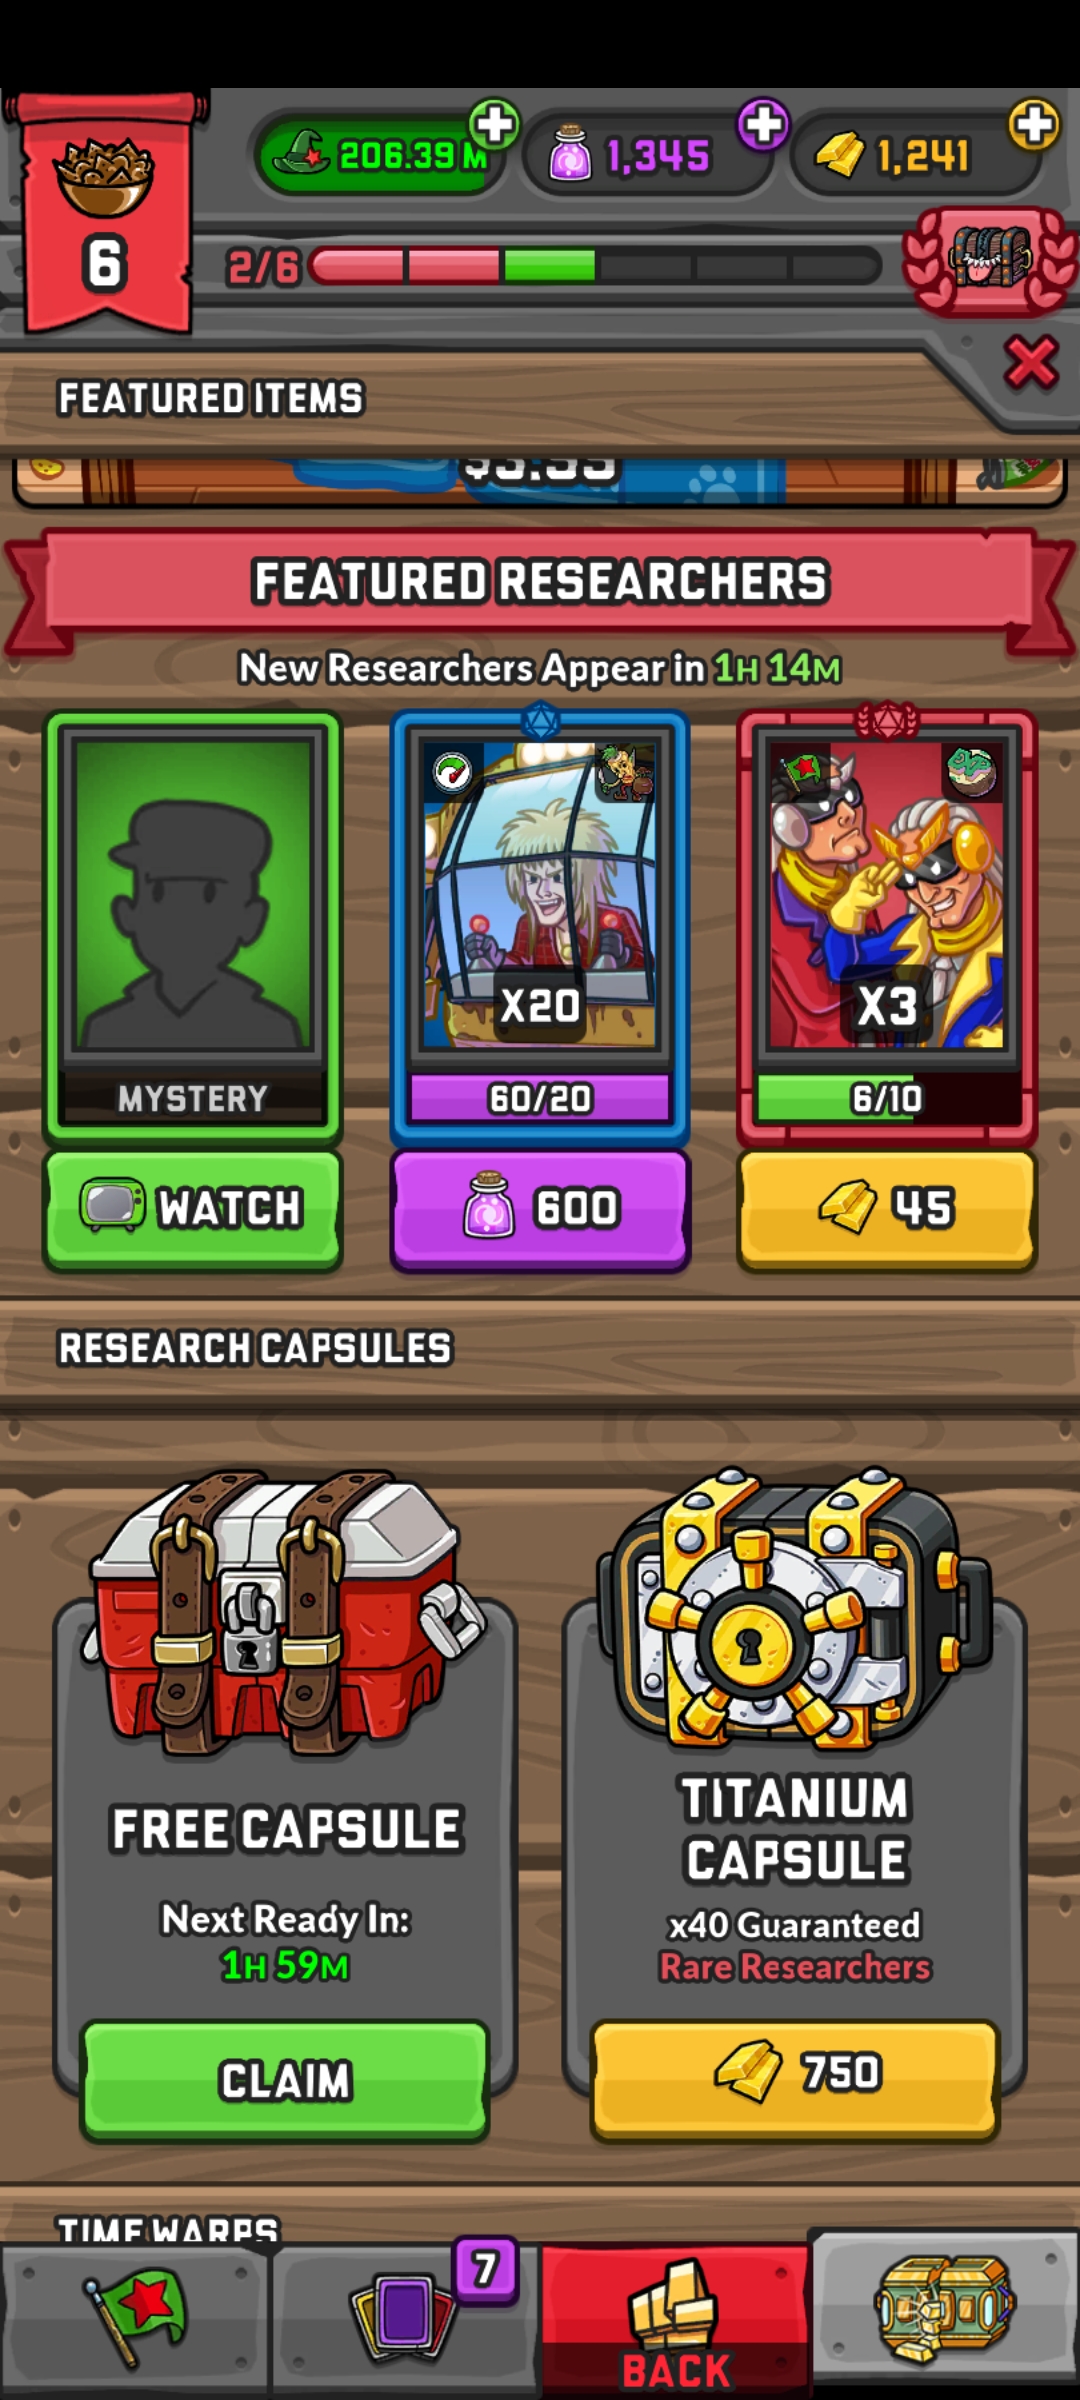 206.39 M
1,345
1,241
6
2/6
FEATURED ITEMS
FEATURED RESEARCHERS
New Researchers Appear in 1H 14M
X20
X3
MYSTERY
60/20
6/10
WATCH
600
45
RESEARCH CAPSULES
FREE CAPSULE
Next Ready In:
1H 59M
CLAIM
TITANIUM
CAPSULE
x40 Guaranteed
Rare Researchers
750
TIME WARPS
7
BACK